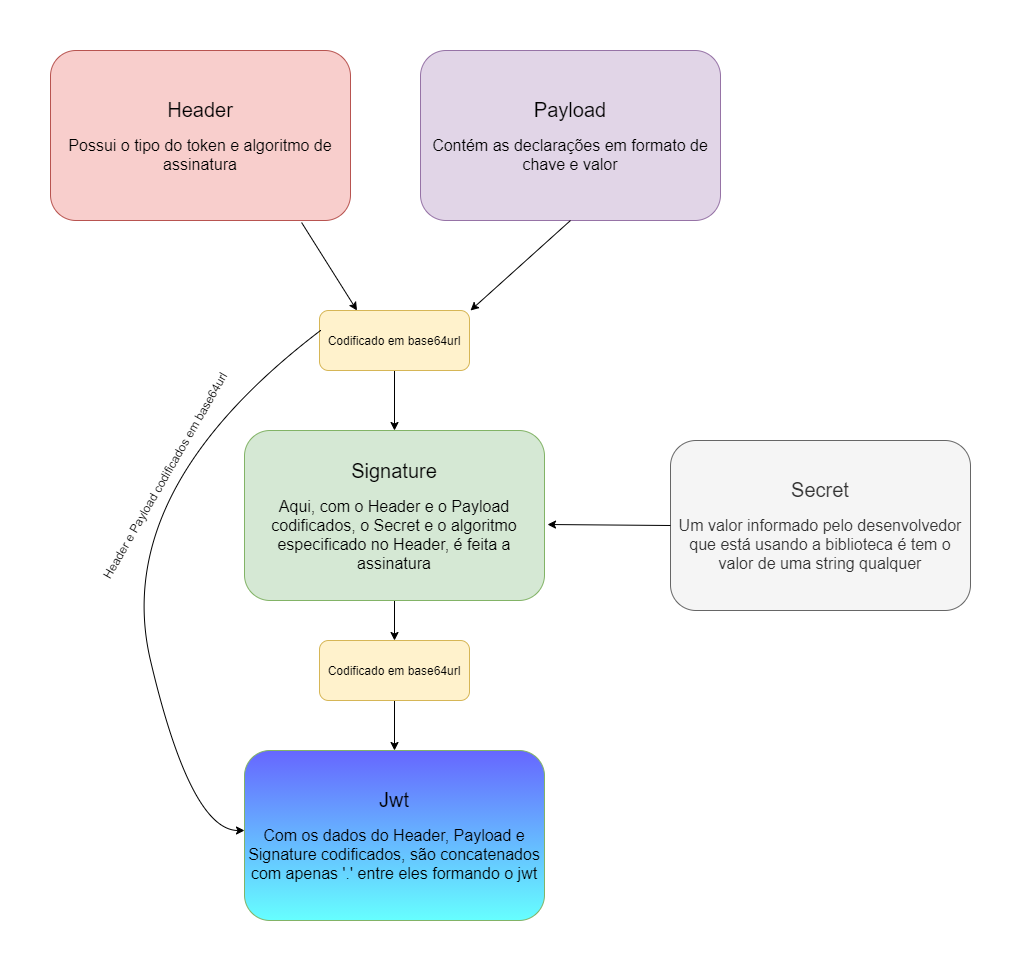 Header
Possui o tipo do token e algoritmo de
assinatura
Payload
Contém as declarações em formato de
chave e valor
Codificado em base64url
Header e Payload codificados em base64url
Signature
Aqui, com o Header e o Payload
codificados, o Secret e o algoritmo
especificado no Header, é feita a
assinatura
Secret
Um valor informado pelo desenvolvedor
que está usando a biblioteca é tem o
valor de uma string qualquer
Codificado em base64url
Jwt
Com os dados do Header, Payload e
Signature codificados, são concatenados
com apenas '.' entre eles formando o jwt